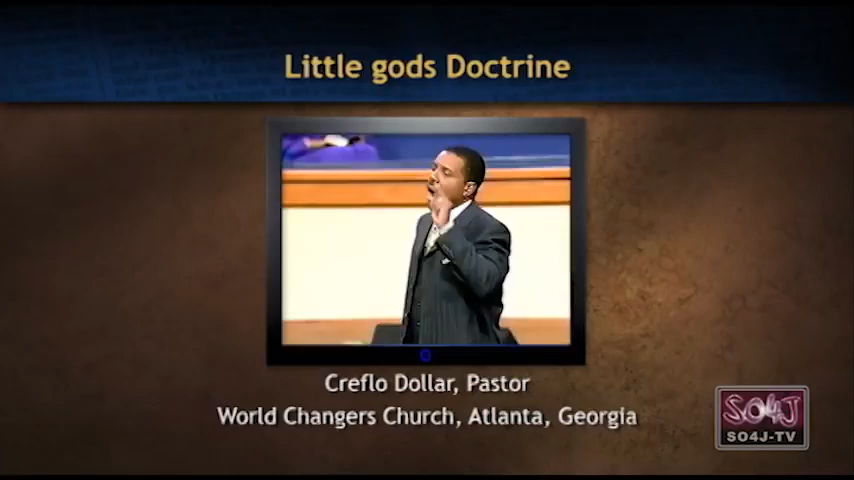 Little gods Doctrine
Creflo Dollar, Pastor
World Changers Church, Atlanta, Georgia
SO4J
SO4J-TV